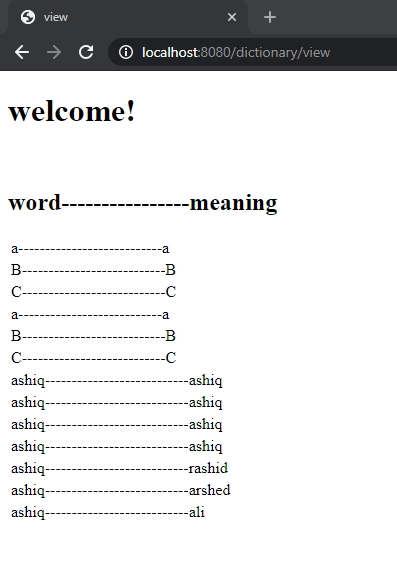 view
localhost:8080/dictionary/view
welcome!
word----------------meaning
a---------------------------a
B---------------------------B
C---------------------------C
a---------------------------a
B---------------------------B
C---------------------------C
ashiq---------------------------ashiq
ashiq---------------------------ashiq
ashiq---------------------------ashiq
ashiq---------------------------ashiq
ashiq---------------------------rashid
ashiq---------------------------arshed
ashiq---------------------------ali